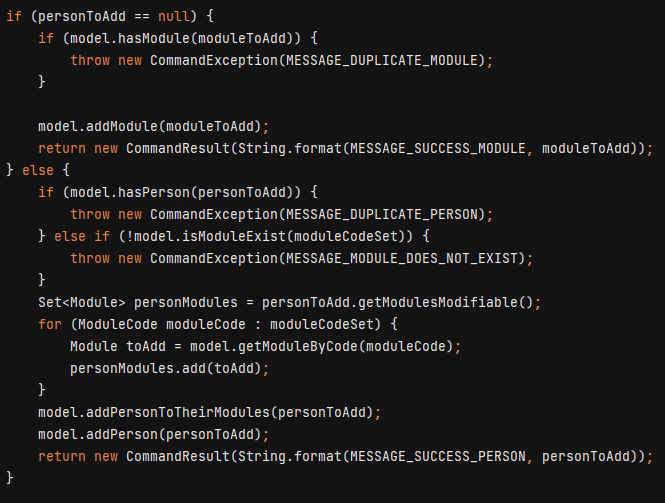 if (personToAdd == null) {
    if (model.hasModule(moduleToAdd)) {
        throw new CommandException(MESSAGE_DUPLICATE_MODULE);
    }

    model.addModule(moduleToAdd);
    return new CommandResult(String.format(MESSAGE_SUCCESS_MODULE, moduleToAdd));
} else {
    if (model.hasPerson(personToAdd)) {
        throw new CommandException(MESSAGE_DUPLICATE_PERSON);
    } else if (!model.isModuleExist(moduleCodeSet)) {
        throw new CommandException(MESSAGE_MODULE_DOES_NOT_EXIST);
    }
    Set<Module> personModules = personToAdd.getModulesModifiable();
    for (ModuleCode moduleCode : moduleCodeSet) {
        Module toAdd = model.getModuleByCode(moduleCode);
        personModules.add(toAdd);
    }
    model.addPersonToTheirModules(personToAdd);
    model.addPerson(personToAdd);
    return new CommandResult(String.format(MESSAGE_SUCCESS_PERSON, personToAdd));
}